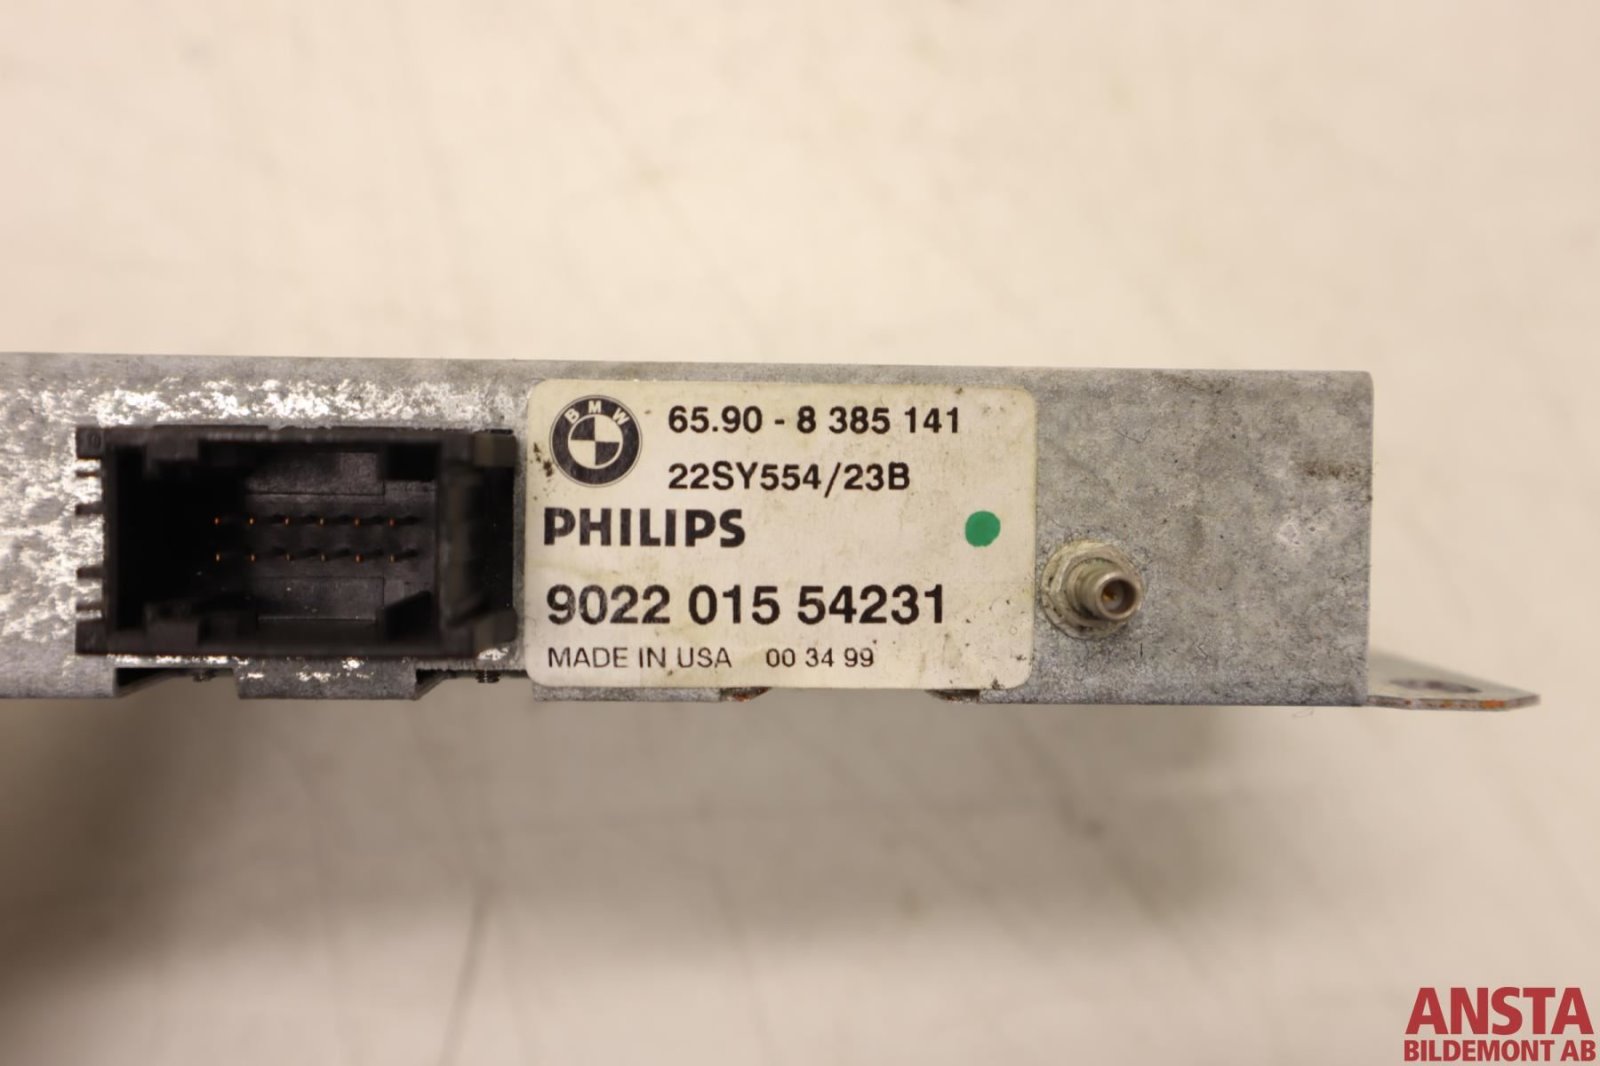 BMW
65.90 - 8 385 141
22SY554/23B
PHILIPS
9022 015 54231
MADE IN USA 00 34 99
ANSTA
BILDEMONT AB